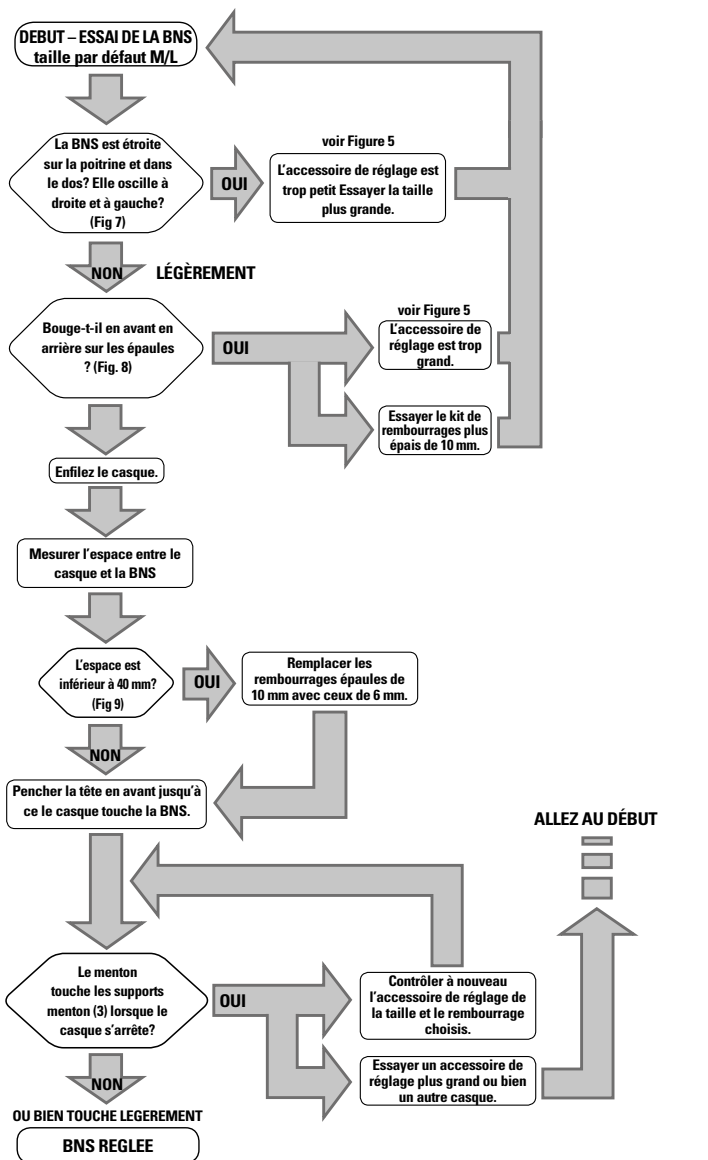 DEBUT – ESSAI DE LA BNS
taille par défaut M/L
La BNS est étroite
sur la poitrine et dans
le dos? Elle oscille à
droite et à gauche?
(Fig 7)
OUI
voir Figure 5
L'accessoire de réglage est
trop petit Essayer la taille
plus grande.
NON
LÉGÈREMENT
Bouge-t-il en avant en
arrière sur les épaules
? (Fig. 8)
OUI
voir Figure 5
L'accessoire de
réglage est trop
grand.
Essayer le kit de
rembourrages plus
épais de 10 mm.
Enfilez le casque.
Mesurer l'espace entre le
casque et la BNS
L'espace est
inférieur à 40 mm?
(Fig 9)
OUI
Remplacer les
rembourrages épaules de
10 mm avec ceux de 6 mm.
NON
Pencher la tête en avant jusqu'à
ce le casque touche la BNS.
ALLEZ AU DÉBUT
Le menton
touche les supports
menton (3) lorsque le
casque s'arrête?
OUI
Contrôler à nouveau
l'accessoire de réglage de
la taille et le rembourrage
choisis.
Essayer un accessoire de
réglage plus grand ou bien
un autre casque.
NON
OU BIEN TOUCHE LEGEREMENT
BNS REGLEE